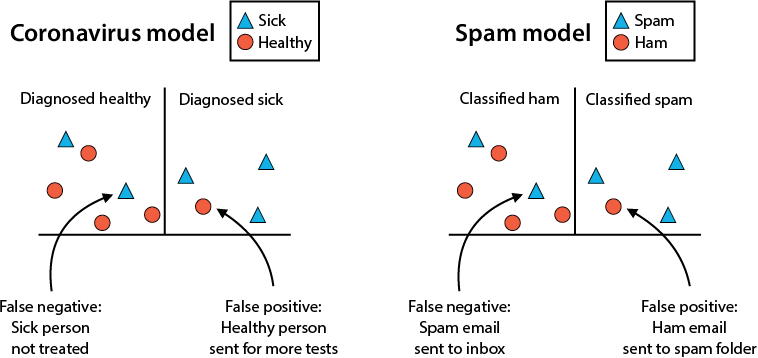 Coronavirus model
Sick
Healthy
Diagnosed healthy
Diagnosed sick
False negative:
Sick person
not treated
False positive:
Healthy person
sent for more tests
Spam model
Spam
Ham
Classified ham
Classified spam
False negative:
Spam email
sent to inbox
False positive:
Ham email
sent to spam folder